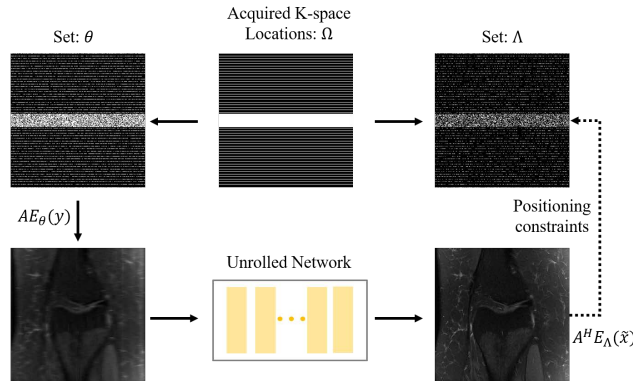 Set: θ
Acquired K-space
Locations: Ω
Set: Λ
AE_θ(y)
Unrolled Network
Positioning
constraints
A^H E_Λ(x̃)